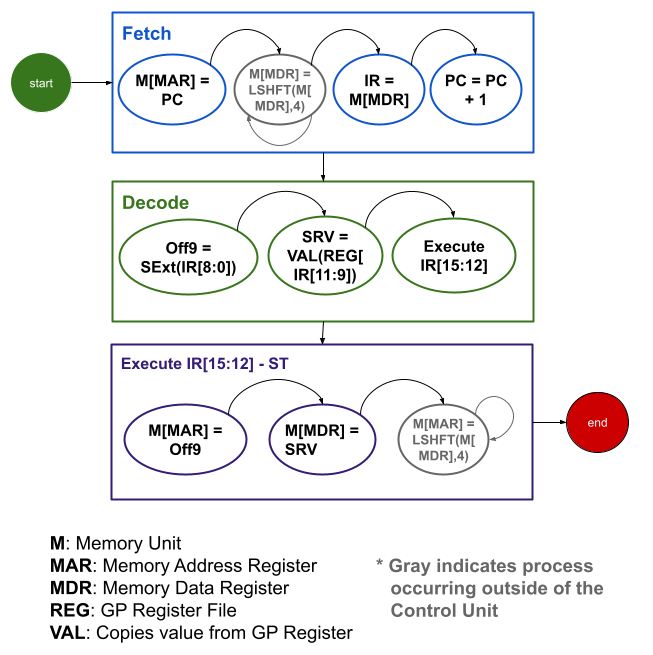 Fetch
start
M[MAR] =
PC
M[MDR] =
LSHFT(M[
MDR],4)
IR =
M[MDR]
PC = PC
+ 1
Decode
Off9 =
SExt(IR[8:0])
SRV =
VAL(REG[
IR[11:9])
Execute
IR[15:12]
Execute IR[15:12] - ST
M[MAR] =
Off9
M[MDR] =
SRV
M[MAR] =
LSHFT(M[
MDR],4)
end
M: Memory Unit
MAR: Memory Address Register
MDR: Memory Data Register
REG: GP Register File
VAL: Copies value from GP Register
* Gray indicates process
occurring outside of the
Control Unit